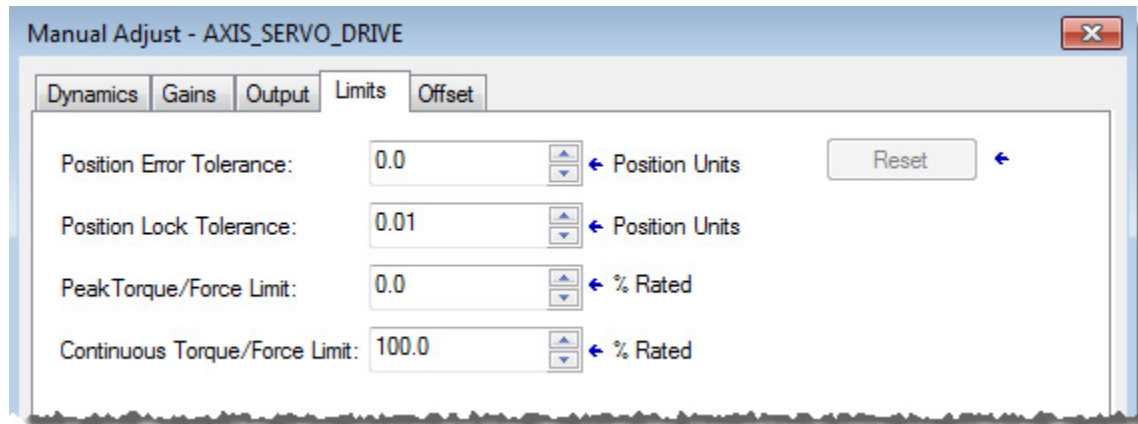 Manual Adjust - AXIS_SERVO_DRIVE
Dynamics Gains Output Limits Offset
Position Error Tolerance: 0.0 Position Units Reset
Position Lock Tolerance: 0.01 Position Units
PeakTorque/Force Limit: 0.0 % Rated
Continuous Torque/Force Limit: 100.0 % Rated